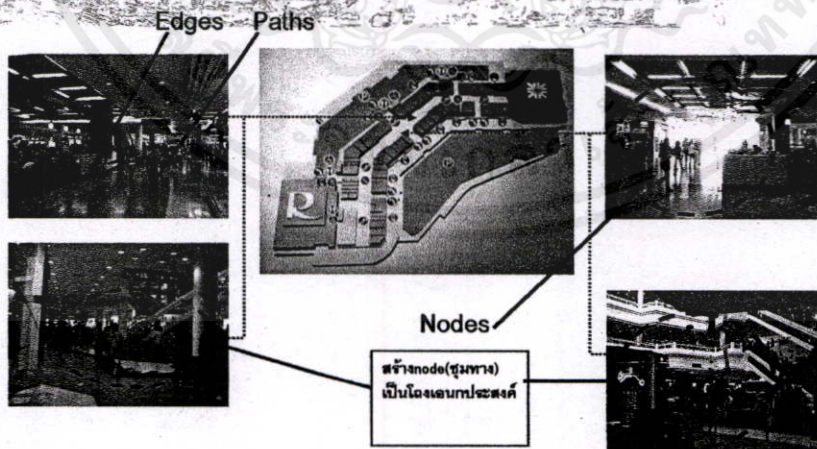 Edges Paths
R
Nodes
สร้างnode(ชุมทาง)
เป็นโถงเอนกประสงค์